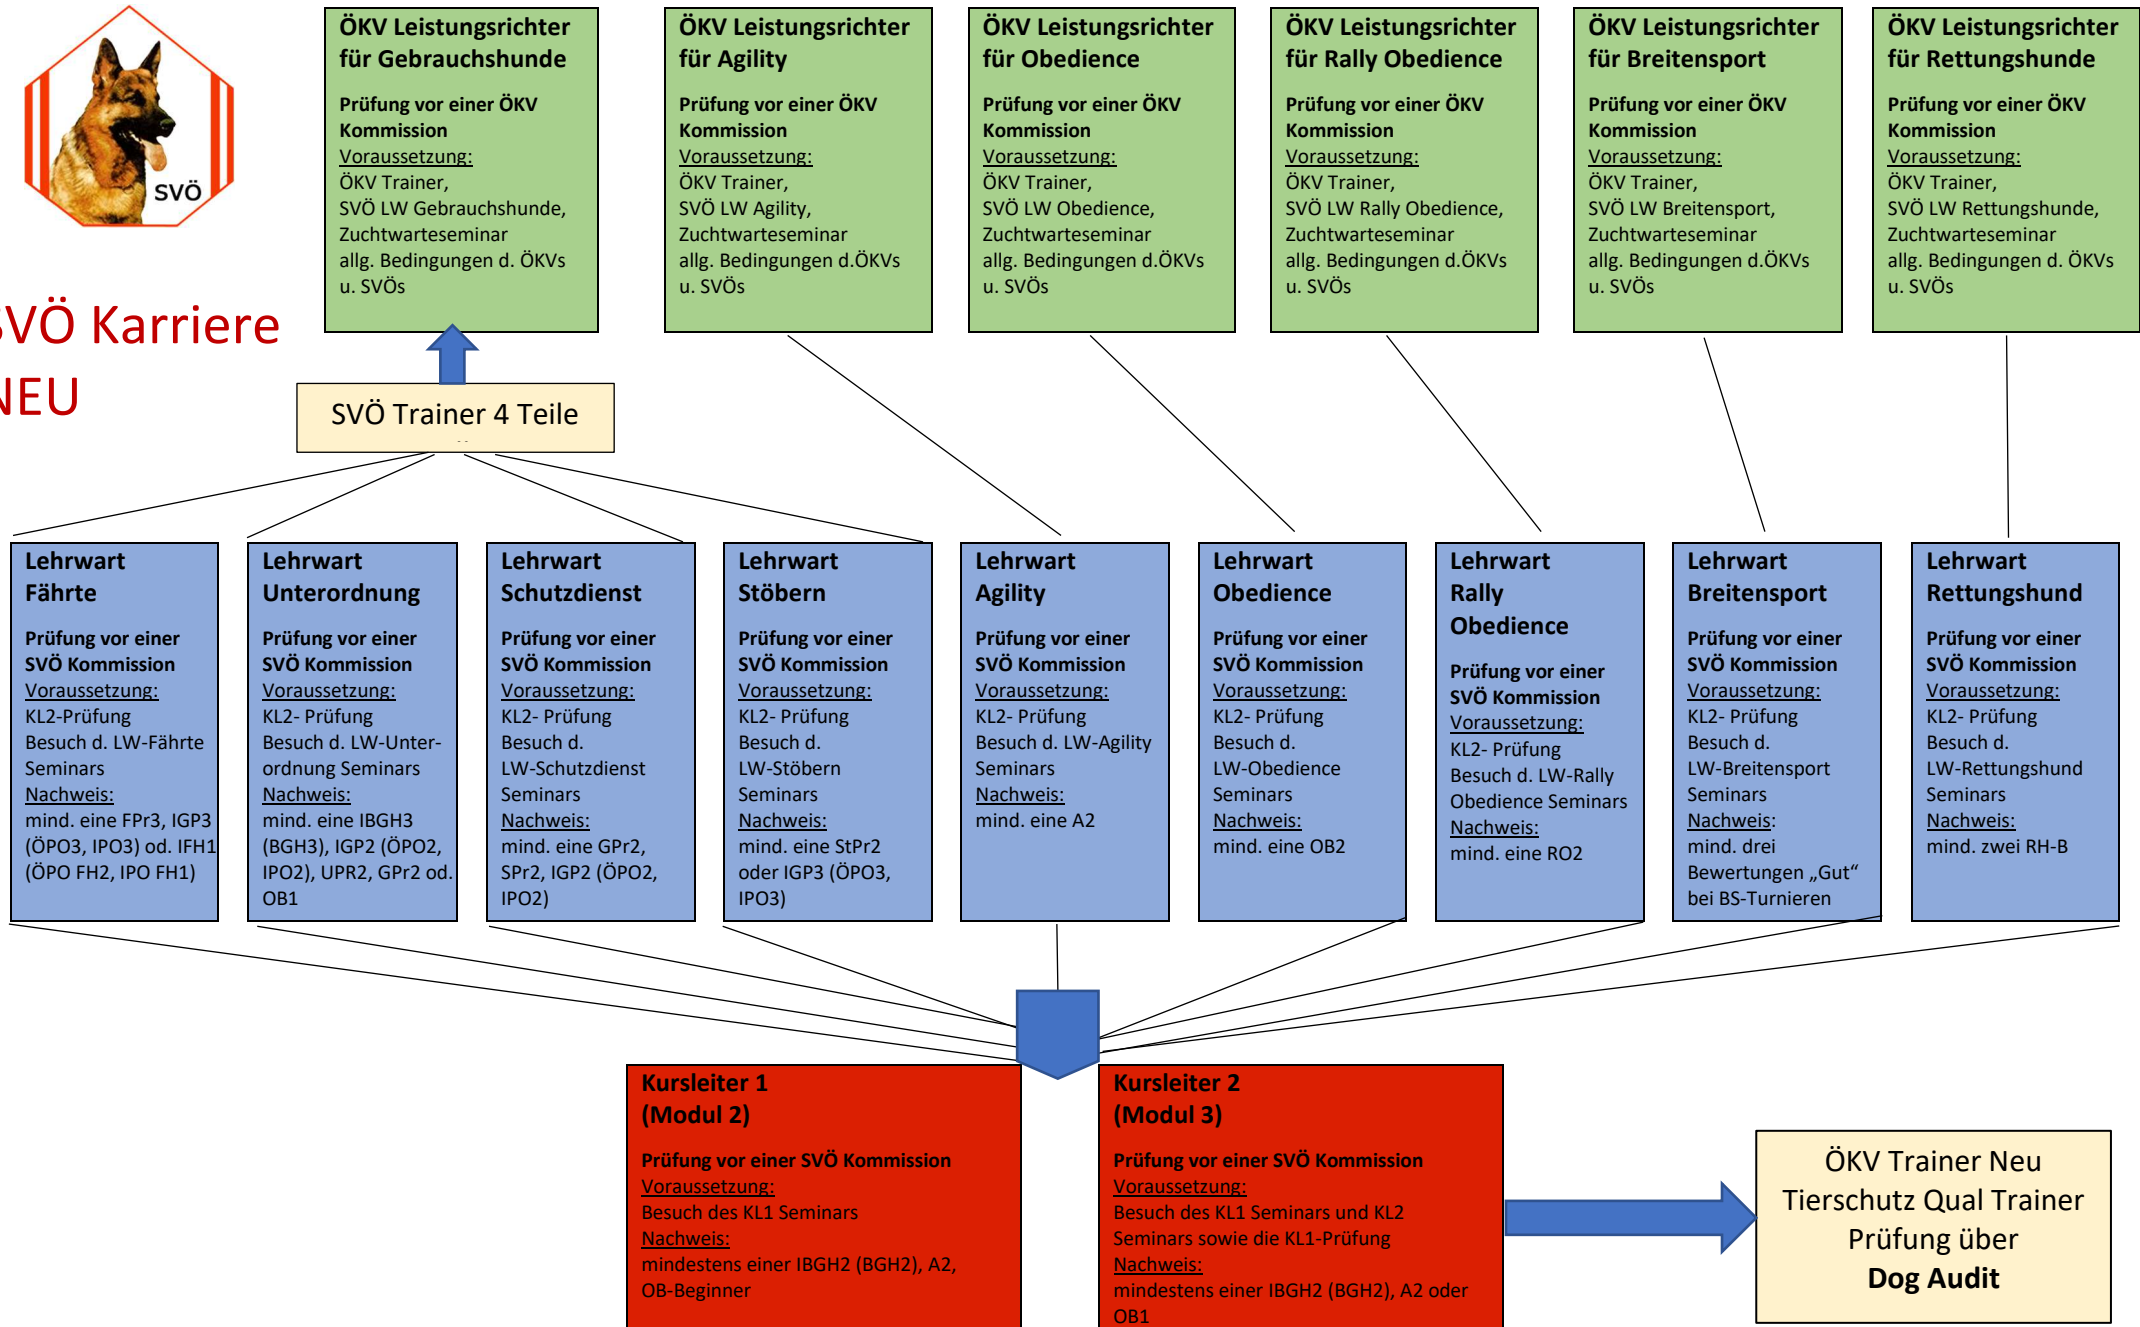 SVÖ
SVÖ Karriere
NEU
ÖKV Leistungsrichter
für Gebrauchshunde
Prüfung vor einer ÖKV
Kommission
Voraussetzung:
ÖKV Trainer,
SVÖ LW Gebrauchshunde,
Zuchtwarteseminar
allg. Bedingungen d. ÖKVs
u. SVÖs
ÖKV Leistungsrichter
für Agility
Prüfung vor einer ÖKV
Kommission
Voraussetzung:
ÖKV Trainer,
SVÖ LW Agility,
Zuchtwarteseminar
allg. Bedingungen d.ÖKVs
u. SVÖs
ÖKV Leistungsrichter
für Obedience
Prüfung vor einer ÖKV
Kommission
Voraussetzung:
ÖKV Trainer,
SVÖ LW Obedience,
Zuchtwarteseminar
allg. Bedingungen d.ÖKVs
u. SVÖs
ÖKV Leistungsrichter
für Rally Obedience
Prüfung vor einer ÖKV
Kommission
Voraussetzung:
ÖKV Trainer,
SVÖ LW Rally Obedience,
Zuchtwarteseminar
allg. Bedingungen d.ÖKVs
u. SVÖs
ÖKV Leistungsrichter
für Breitensport
Prüfung vor einer ÖKV
Kommission
Voraussetzung:
ÖKV Trainer,
SVÖ LW Breitensport,
Zuchtwarteseminar
allg. Bedingungen d.ÖKVs
u. SVÖs
ÖKV Leistungsrichter
für Rettungshunde
Prüfung vor einer ÖKV
Kommission
Voraussetzung:
ÖKV Trainer,
SVÖ LW Rettungshunde,
Zuchtwarteseminar
allg. Bedingungen d. ÖKVs
u. SVÖs
SVÖ Trainer 4 Teile
Lehrwart
Fährte
Prüfung vor einer
SVÖ Kommission
Voraussetzung:
KL2-Prüfung
Besuch d. LW-Fährte
Seminars
Nachweis:
mind. eine FPr3, IGP3
(ÖPO3, IPO3) od. IFH1
(ÖPO FH2, IPO FH1)
Lehrwart
Unterordnung
Prüfung vor einer
SVÖ Kommission
Voraussetzung:
KL2- Prüfung
Besuch d. LW-Unter-
ordnung Seminars
Nachweis:
mind. eine IBGH3
(BGH3), IGP2 (ÖPO2,
IPO2), UPR2, GPr2 od.
OB1
Lehrwart
Schutzdienst
Prüfung vor einer
SVÖ Kommission
Voraussetzung:
KL2- Prüfung
Besuch d.
LW-Schutzdienst
Seminars
Nachweis:
mind. eine GPr2,
SPr2, IGP2 (ÖPO2,
IPO2)
Lehrwart
Stöbern
Prüfung vor einer
SVÖ Kommission
Voraussetzung:
KL2- Prüfung
Besuch d.
LW-Stöbern
Seminars
Nachweis:
mind. eine StPr2
oder IGP3 (ÖPO3,
IPO3)
Lehrwart
Agility
Prüfung vor einer
SVÖ Kommission
Voraussetzung:
KL2- Prüfung
Besuch d. LW-Agility
Seminars
Nachweis:
mind. eine A2
Lehrwart
Obedience
Prüfung vor einer
SVÖ Kommission
Voraussetzung:
KL2- Prüfung
Besuch d.
LW-Obedience
Seminars
Nachweis:
mind. eine OB2
Lehrwart
Rally
Obedience
Prüfung vor einer
SVÖ Kommission
Voraussetzung:
KL2- Prüfung
Besuch d. LW-Rally
Obedience Seminars
Nachweis:
mind. eine RO2
Lehrwart
Breitensport
Prüfung vor einer
SVÖ Kommission
Voraussetzung:
KL2- Prüfung
Besuch d.
LW-Breitensport
Seminars
Nachweis:
mind. drei
Bewertungen „Gut“
bei BS-Turnieren
Lehrwart
Rettungshund
Prüfung vor einer
SVÖ Kommission
Voraussetzung:
KL2- Prüfung
Besuch d.
LW-Rettungshund
Seminars
Nachweis:
mind. zwei RH-B
Kursleiter 1
(Modul 2)
Prüfung vor einer SVÖ Kommission
Voraussetzung:
Besuch des KL1 Seminars
Nachweis:
mindestens einer IBGH2 (BGH2), A2,
OB-Beginner
Kursleiter 2
(Modul 3)
Prüfung vor einer SVÖ Kommission
Voraussetzung:
Besuch des KL1 Seminars und KL2
Seminars sowie die KL1-Prüfung
Nachweis:
mindestens einer IBGH2 (BGH2), A2 oder
OB1
ÖKV Trainer Neu
Tierschutz Qual Trainer
Prüfung über
Dog Audit